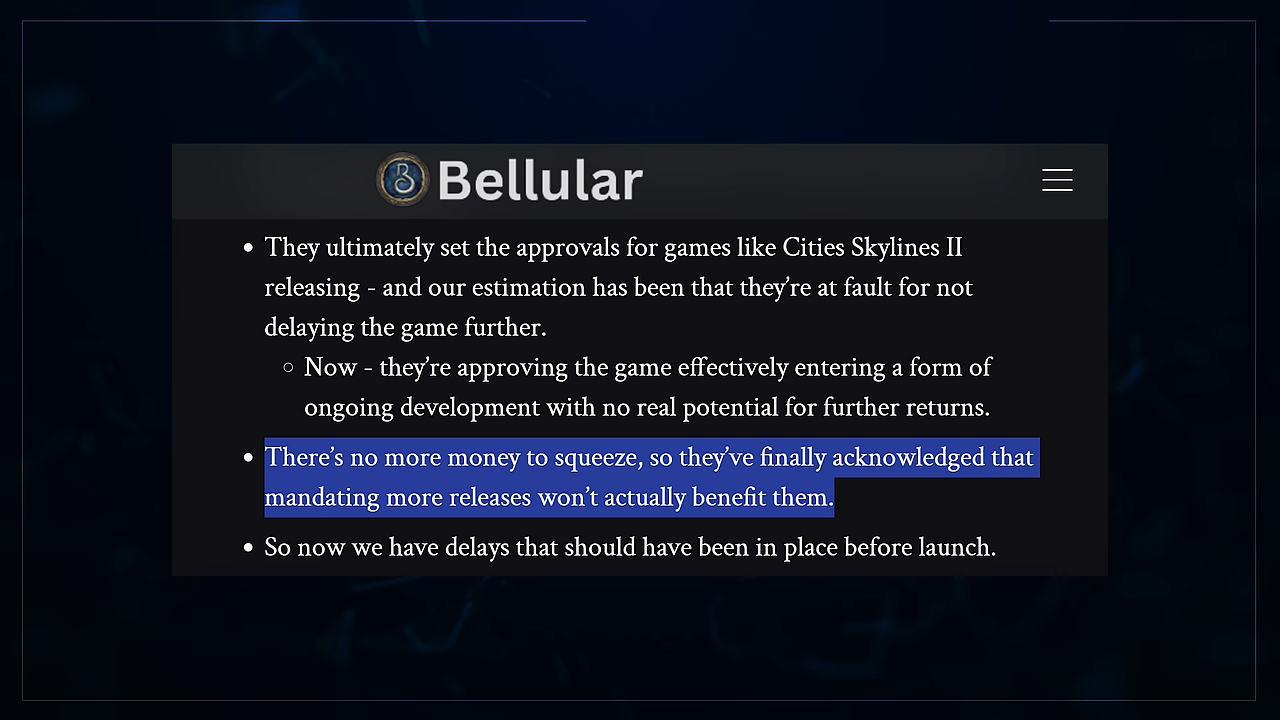 Bellular
• They ultimately set the approvals for games like Cities Skylines II
releasing - and our estimation has been that they’re at fault for not
delaying the game further.
○ Now - they’re approving the game effectively entering a form of
ongoing development with no real potential for further returns.
• There’s no more money to squeeze, so they’ve finally acknowledged that
mandating more releases won’t actually benefit them.
• So now we have delays that should have been in place before launch.